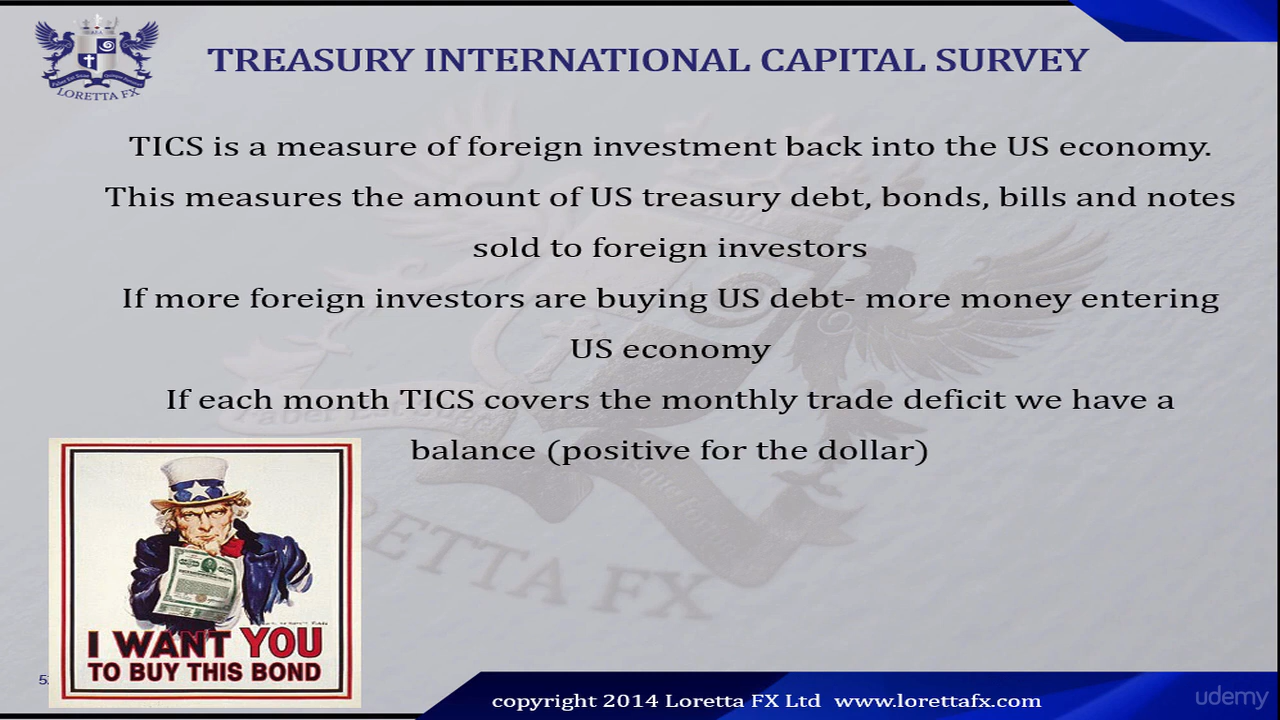 TREASURY INTERNATIONAL CAPITAL SURVEY
LORETTA FX
TICS is a measure of foreign investment back into the US economy.
This measures the amount of US treasury debt, bonds, bills and notes
sold to foreign investors
If more foreign investors are buying US debt- more money entering
US economy
If each month TICS covers the monthly trade deficit we have a
balance (positive for the dollar)
I WANT YOU
TO BUY THIS BOND
copyright 2014 Loretta FX Ltd www.lorettafx.com
udemy